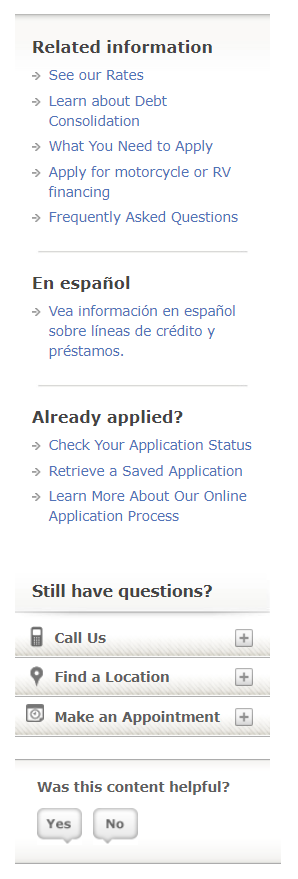 Related information
See our Rates
Learn about Debt
Consolidation
What You Need to Apply
Apply for motorcycle or RV
financing
Frequently Asked Questions
En español
Vea información en español
sobre líneas de crédito y
préstamos.
Already applied?
Check Your Application Status
Retrieve a Saved Application
Learn More About Our Online
Application Process
Still have questions?
Call Us
Find a Location
Make an Appointment
Was this content helpful?
Yes No